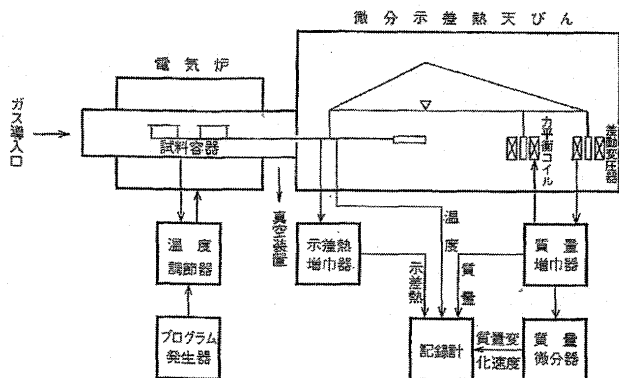 微分示差熱天びん
電気炉
ガス導入口
試料容器
力平衡コイル
差動変圧器
真空装置
温度
調節器
示差熱
増巾器
温度
質量
示差熱
質量
増巾器
プログラム
発生器
記録計
質量変
化速度
質量
微分器